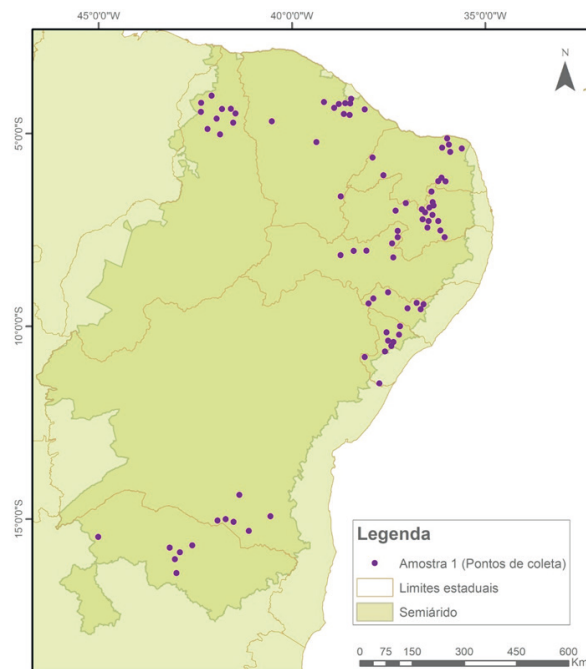 45°0'0"O
40°0'0"O
35°0'0"O
N
5°0'0"S
10°0'0"S
15°0'0"S
Legenda
Amostra 1 (Pontos de coleta)
Limites estaduais
Semiárido
0 75 150 300 450 600
Km